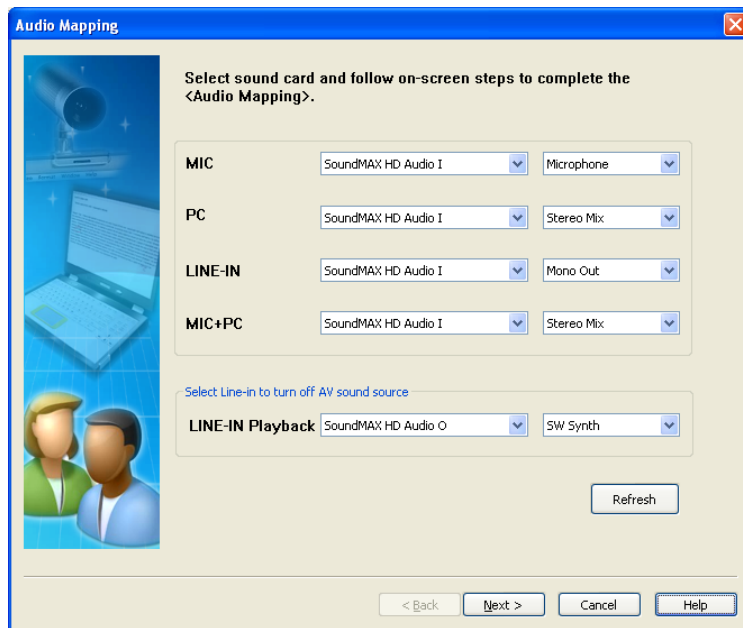 Audio Mapping
Select sound card and follow on-screen steps to complete the
<Audio Mapping>.
MIC SoundMAX HD Audio I Microphone
PC SoundMAX HD Audio I Stereo Mix
LINE-IN SoundMAX HD Audio I Mono Out
MIC+PC SoundMAX HD Audio I Stereo Mix
Select Line-in to turn off AV sound source
LINE-IN Playback SoundMAX HD Audio O SW Synth
Refresh
< Back Next > Cancel Help